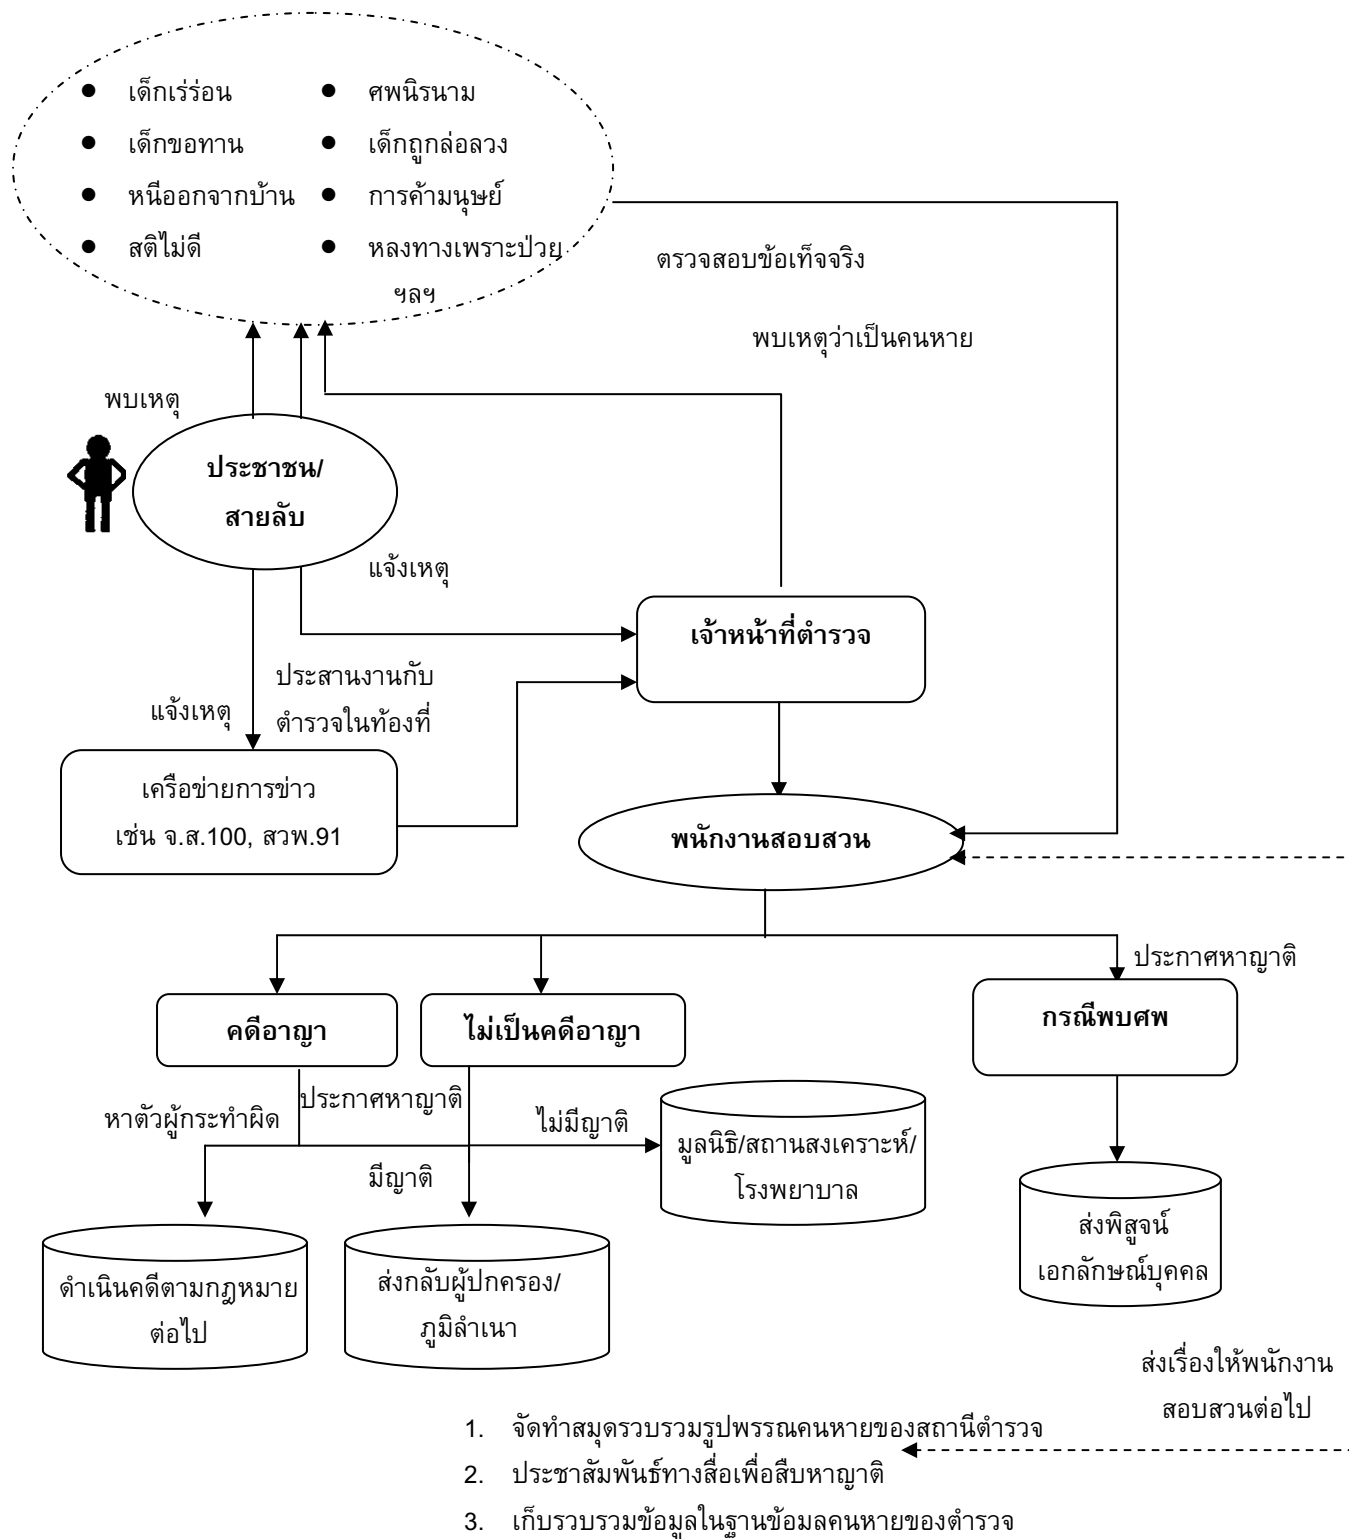 ● เด็กเร่ร่อน
● เด็กขอทาน
● หนีออกจากบ้าน
● สติไม่ดี
● ศพนิรนาม
● เด็กถูกล่อลวง
● การค้ามนุษย์
● หลงทางเพราะป่วย
ฯลฯ
ตรวจสอบข้อเท็จจริง
พบเหตุว่าเป็นคนหาย
พบเหตุ
ประชาชน/
สายลับ
แจ้งเหตุ
เจ้าหน้าที่ตำรวจ
ประสานงานกับ
ตำรวจในท้องที่
แจ้งเหตุ
เครือข่ายการข่าว
เช่น จ.ส.100, สวพ.91
พนักงานสอบสวน
ประกาศหาญาติ
คดีอาญา
ไม่เป็นคดีอาญา
กรณีพบศพ
หาตัวผู้กระทำผิด
ประกาศหาญาติ
ไม่มีญาติ
มีญาติ
มูลนิธิ/สถานสงเคราะห์/
โรงพยาบาล
ดำเนินคดีตามกฎหมาย
ต่อไป
ส่งกลับผู้ปกครอง/
ภูมิลำเนา
ส่งพิสูจน์
เอกลักษณ์บุคคล
ส่งเรื่องให้พนักงาน
สอบสวนต่อไป
1. จัดทำสมุดรวบรวมรูปพรรณคนหายของสถานีตำรวจ
2. ประชาสัมพันธ์ทางสื่อเพื่อสืบหาญาติ
3. เก็บรวบรวมข้อมูลในฐานข้อมลคนหายของตำรวจ